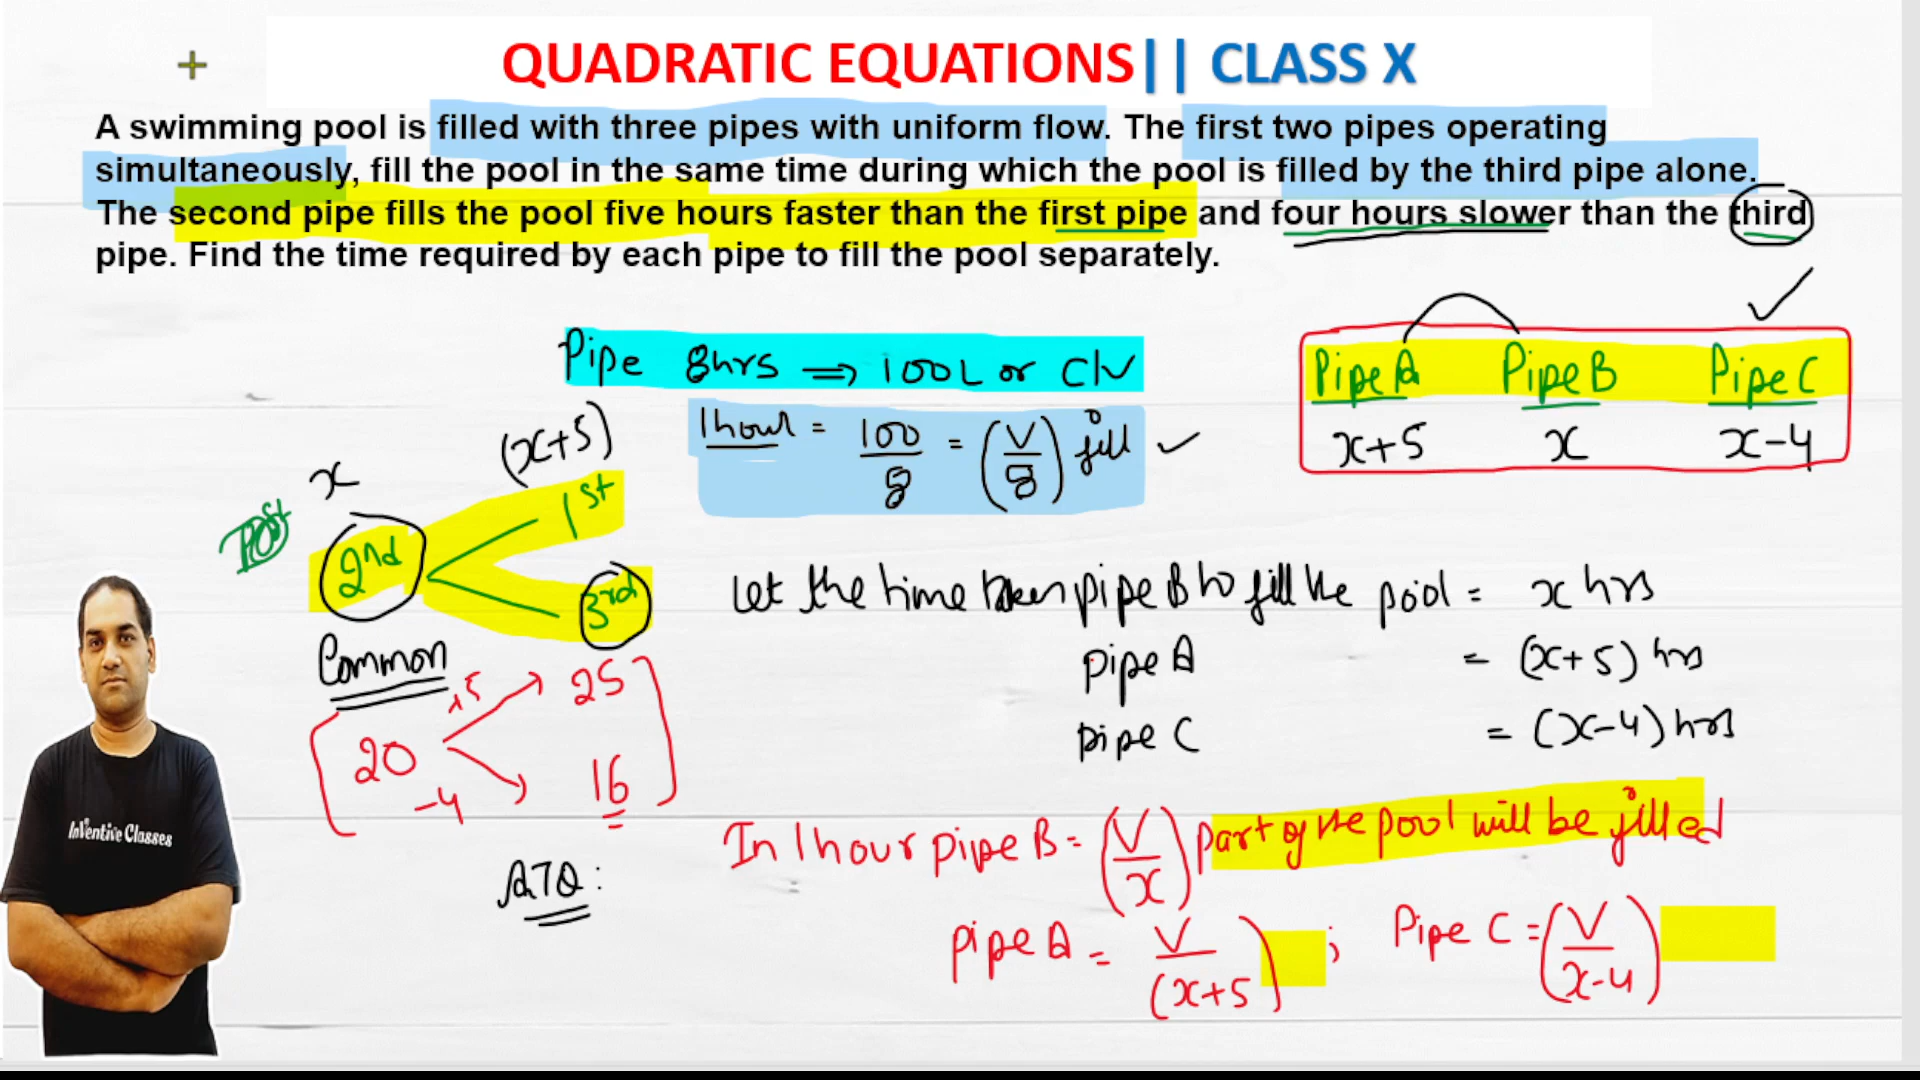 QUADRATIC EQUATIONS|| CLASS X
A swimming pool is filled with three pipes with uniform flow. The first two pipes operating
simultaneously, fill the pool in the same time during which the pool is filled by the third pipe alone.
The second pipe fills the pool five hours faster than the first pipe and four hours slower than the third
pipe. Find the time required by each pipe to fill the pool separately.
Pipe 8hrs ⟹ 100L or C/V
1 hour = 100/8 = (V/8) fill ✓
Pipe A Pipe B Pipe C
x+5 x x-4
x (x+5)
2nd 1st
3rd
Common
+5 25
20
-4 16
ATQ:
Let the time taken pipe B to fill the pool = x hrs
pipe A = (x+5) hrs
pipe C = (x-4) hrs
In 1 hour pipe B = (V/x) part of the pool will be filled
pipe A = V/(x+5) ; Pipe C = (V/x-4)
InVentive Classes